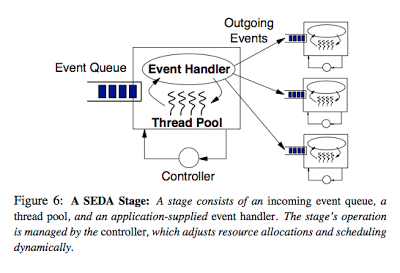 Outgoing
Events
Event Queue
Event Handler
Thread Pool
Controller
Figure 6: A SEDA Stage: A stage consists of an incoming event queue, a
thread pool, and an application-supplied event handler. The stage's operation
is managed by the controller, which adjusts resource allocations and scheduling
dynamically.